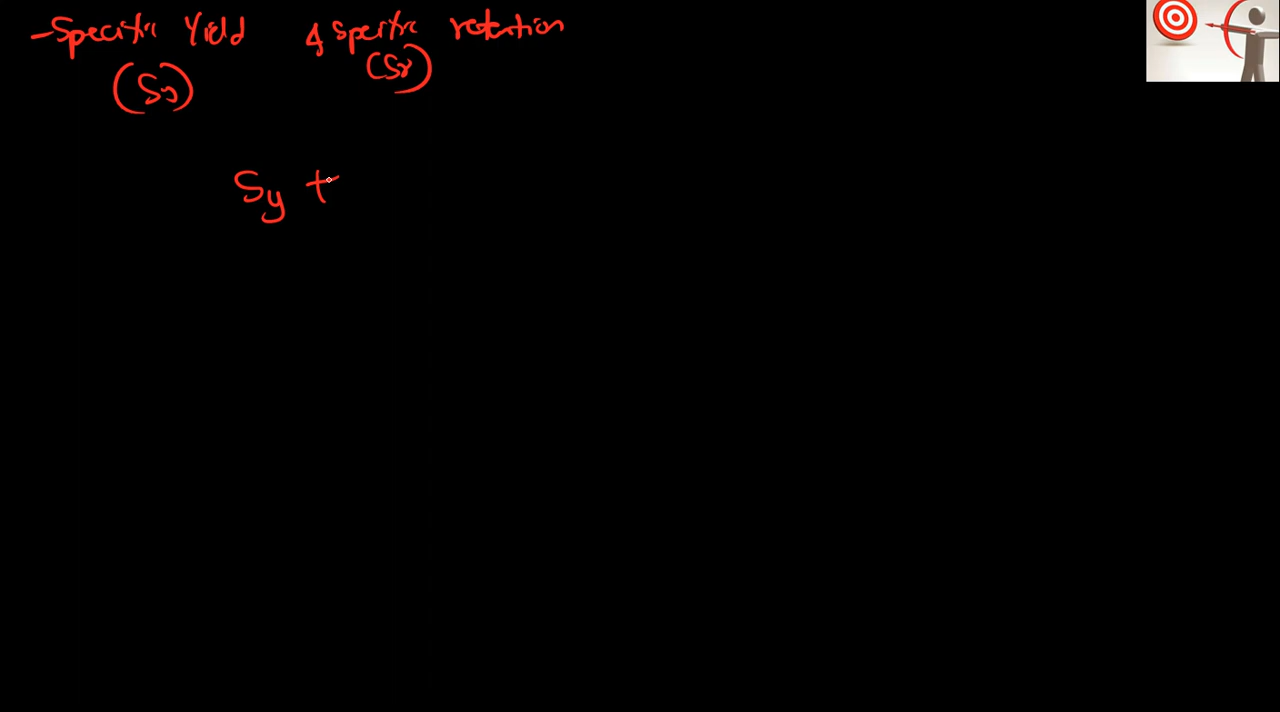 -Specific Yield & Specific retention
(Sy) (Sr)
Sy +